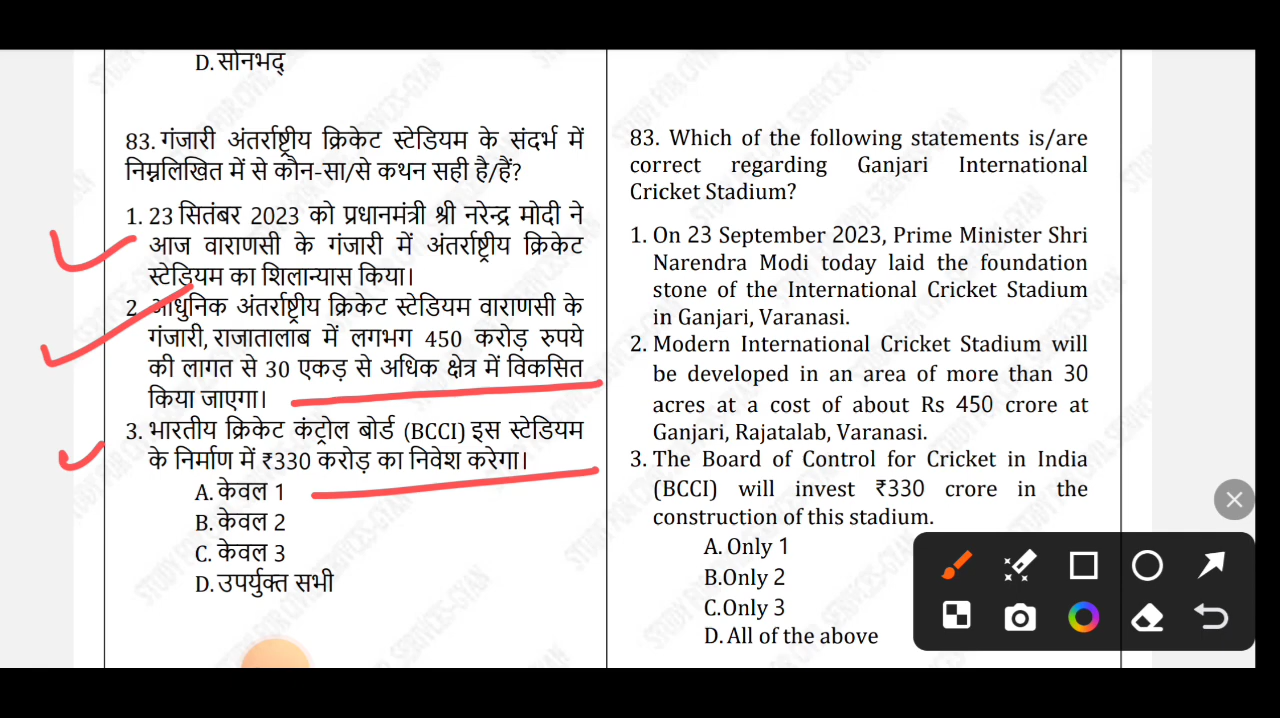 D. सोनभद्र
83. गंजारी अंतर्राष्ट्रीय क्रिकेट स्टेडियम के संदर्भ में
निम्नलिखित में से कौन-सा/से कथन सही है/हैं?
1. 23 सितंबर 2023 को प्रधानमंत्री श्री नरेन्द्र मोदी ने
आज वाराणसी के गंजारी में अंतर्राष्ट्रीय क्रिकेट
स्टेडियम का शिलान्यास किया।
2. आधुनिक अंतर्राष्ट्रीय क्रिकेट स्टेडियम वाराणसी के
गंजारी, राजातालाब में लगभग 450 करोड़ रुपये
की लागत से 30 एकड़ से अधिक क्षेत्र में विकसित
किया जाएगा।
3. भारतीय क्रिकेट कंट्रोल बोर्ड (BCCI) इस स्टेडियम
के निर्माण में ₹330 करोड़ का निवेश करेगा।
A. केवल 1
B. केवल 2
C. केवल 3
D. उपर्युक्त सभी
83. Which of the following statements is/are
correct regarding Ganjari International
Cricket Stadium?
1. On 23 September 2023, Prime Minister Shri
Narendra Modi today laid the foundation
stone of the International Cricket Stadium
in Ganjari, Varanasi.
2. Modern International Cricket Stadium will
be developed in an area of more than 30
acres at a cost of about Rs 450 crore at
Ganjari, Rajatalab, Varanasi.
3. The Board of Control for Cricket in India
(BCCI) will invest ₹330 crore in the
construction of this stadium.
A. Only 1
B.Only 2
C.Only 3
D. All of the above